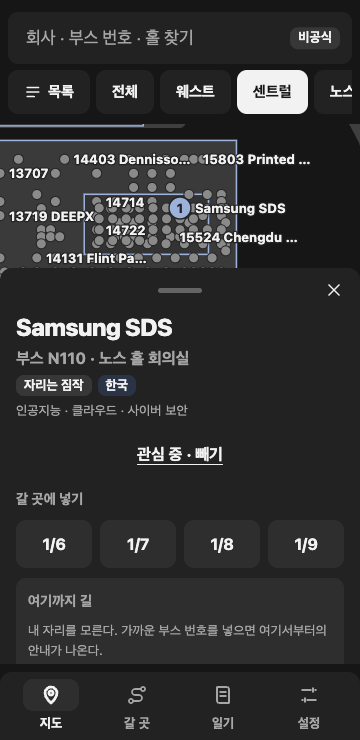 회사 · 부스 번호 · 홀 찾기
비공식
목록
전체
웨스트
센트럴
노스
14403 Dennisso...
15803 Printed ...
13707
14714
1
Samsung SDS
13719 DEEPX
14722
15524 Chengdu ...
14131 Flint Pa...
Samsung SDS
부스 N110 · 노스 홀 회의실
자리는 짐작
한국
인공지능 · 클라우드 · 사이버 보안
관심 중 · 빼기
갈 곳에 넣기
1/6
1/7
1/8
1/9
여기까지 길
내 자리를 모른다. 가까운 부스 번호를 넣으면 여기서부터의
안내가 나온다.
지도
갈 곳
일기
설정